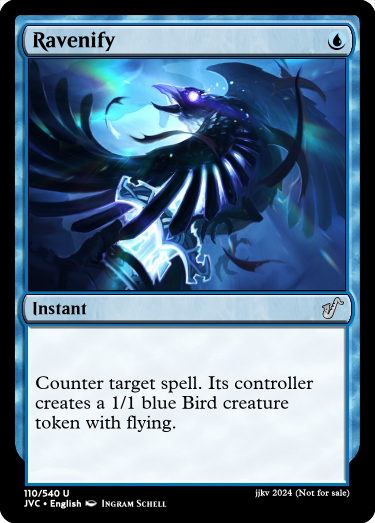 Ravenify
Instant
Counter target spell. Its controller
creates a 1/1 blue Bird creature
token with flying.
110/540 U
JVC • English Ingram Schell
jjkv 2024 (Not for sale)